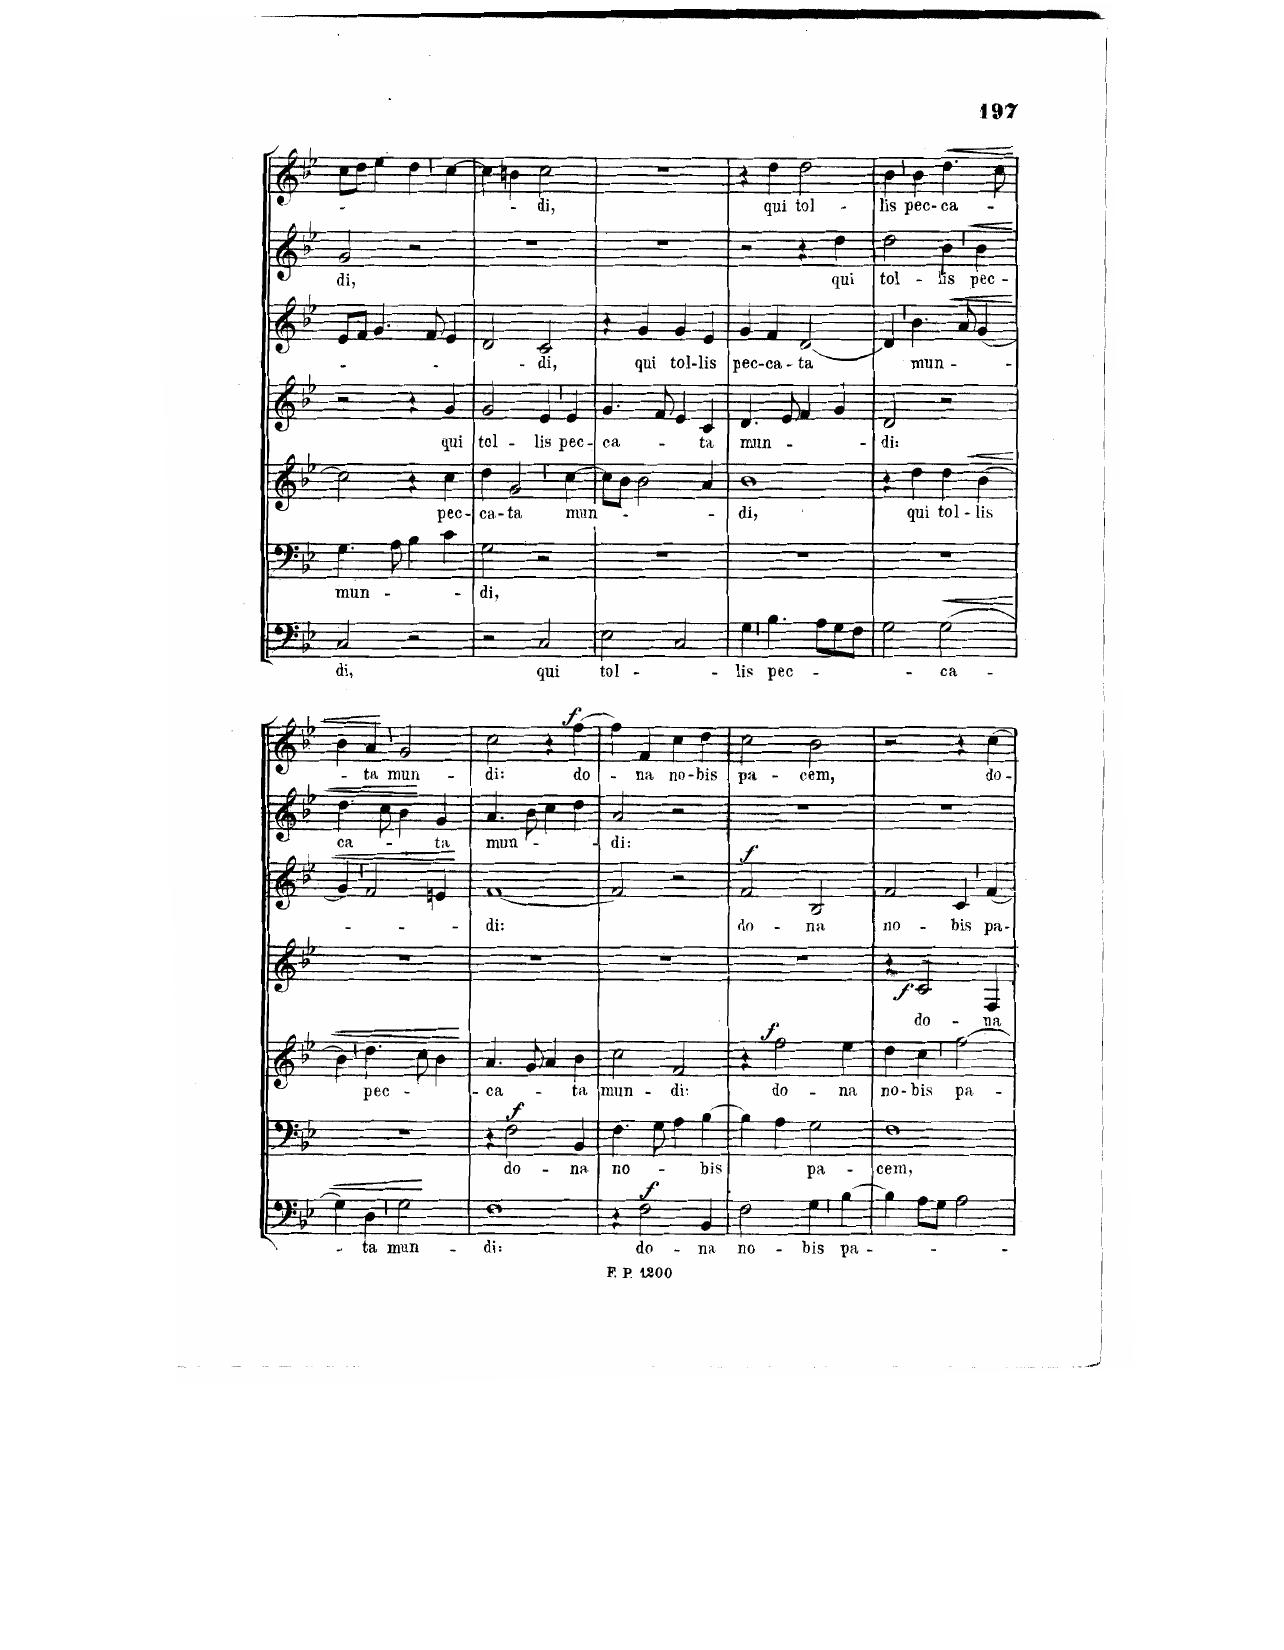 197
- - di, qui tol - lis pec-ca -
di, qui tol - lis pec-
- - - di, qui tol-lis pec-ca-ta mun - -
qui tol - lis pec-ca - ta mun - - di:
pec-ca-ta mun - - - di, qui tol-lis
mun - - di,
di, qui tol - - lis pec - - - ca -
f
- ta mun - di: do - na no-bis pa - cem, do-
ca - ta mun - - di:
f
- - - di: do - na no - bis pa-
f
do - na
f
pec - - ca - ta mun - di: do - na no-bis pa -
f
do - na no - bis pa - cem,
f
- ta mun - di: do - na no - bis pa - - -
F. P. 1200